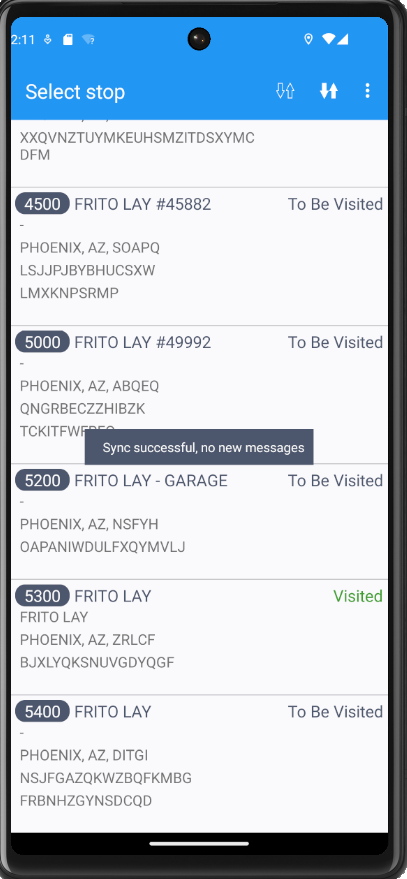 2:11
Select stop
XXQVNZTUYMKEUHSMZITDSXYMC
DFM
4500 FRITO LAY #45882 To Be Visited
-
PHOENIX, AZ, SOAPQ
LSJJPJBYBHUCSXW
LMXKNPSRMP
5000 FRITO LAY #49992 To Be Visited
-
PHOENIX, AZ, ABQEQ
QNGRBECZZHIBZK
Sync successful, no new messages
5200 FRITO LAY - GARAGE To Be Visited
-
PHOENIX, AZ, NSFYH
OAPANIWDULFXQYMVLJ
5300 FRITO LAY Visited
FRITO LAY
PHOENIX, AZ, ZRLCF
BJXLYQKSNUVGDYQGF
5400 FRITO LAY To Be Visited
-
PHOENIX, AZ, DITGI
NSJFGAZQKWZBQFKMBG
FRBNHZGYNSDCQD